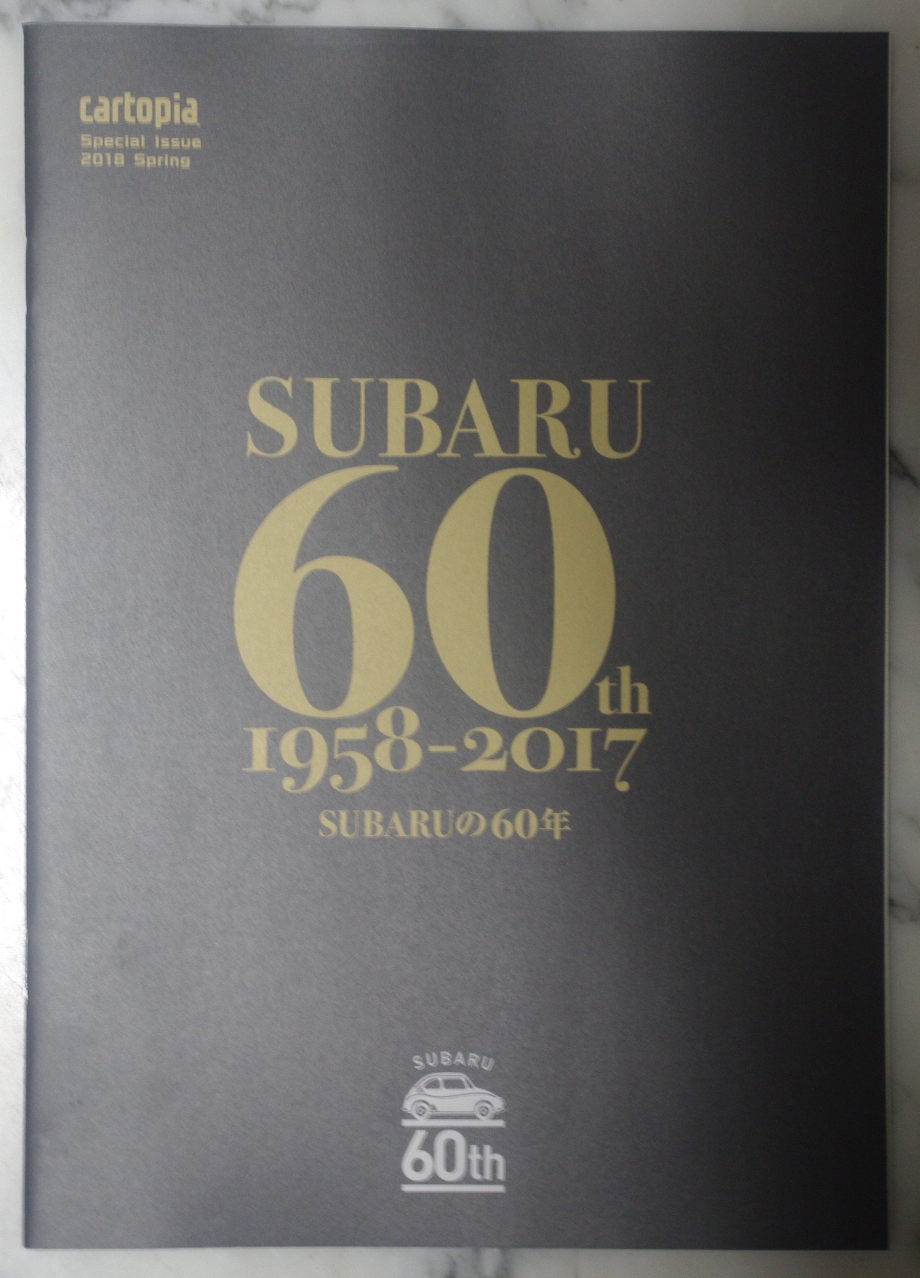 cartopia
Special Issue
2018 Spring
SUBARU
60th
1958-2017
SUBARUの60年
SUBARU
60th